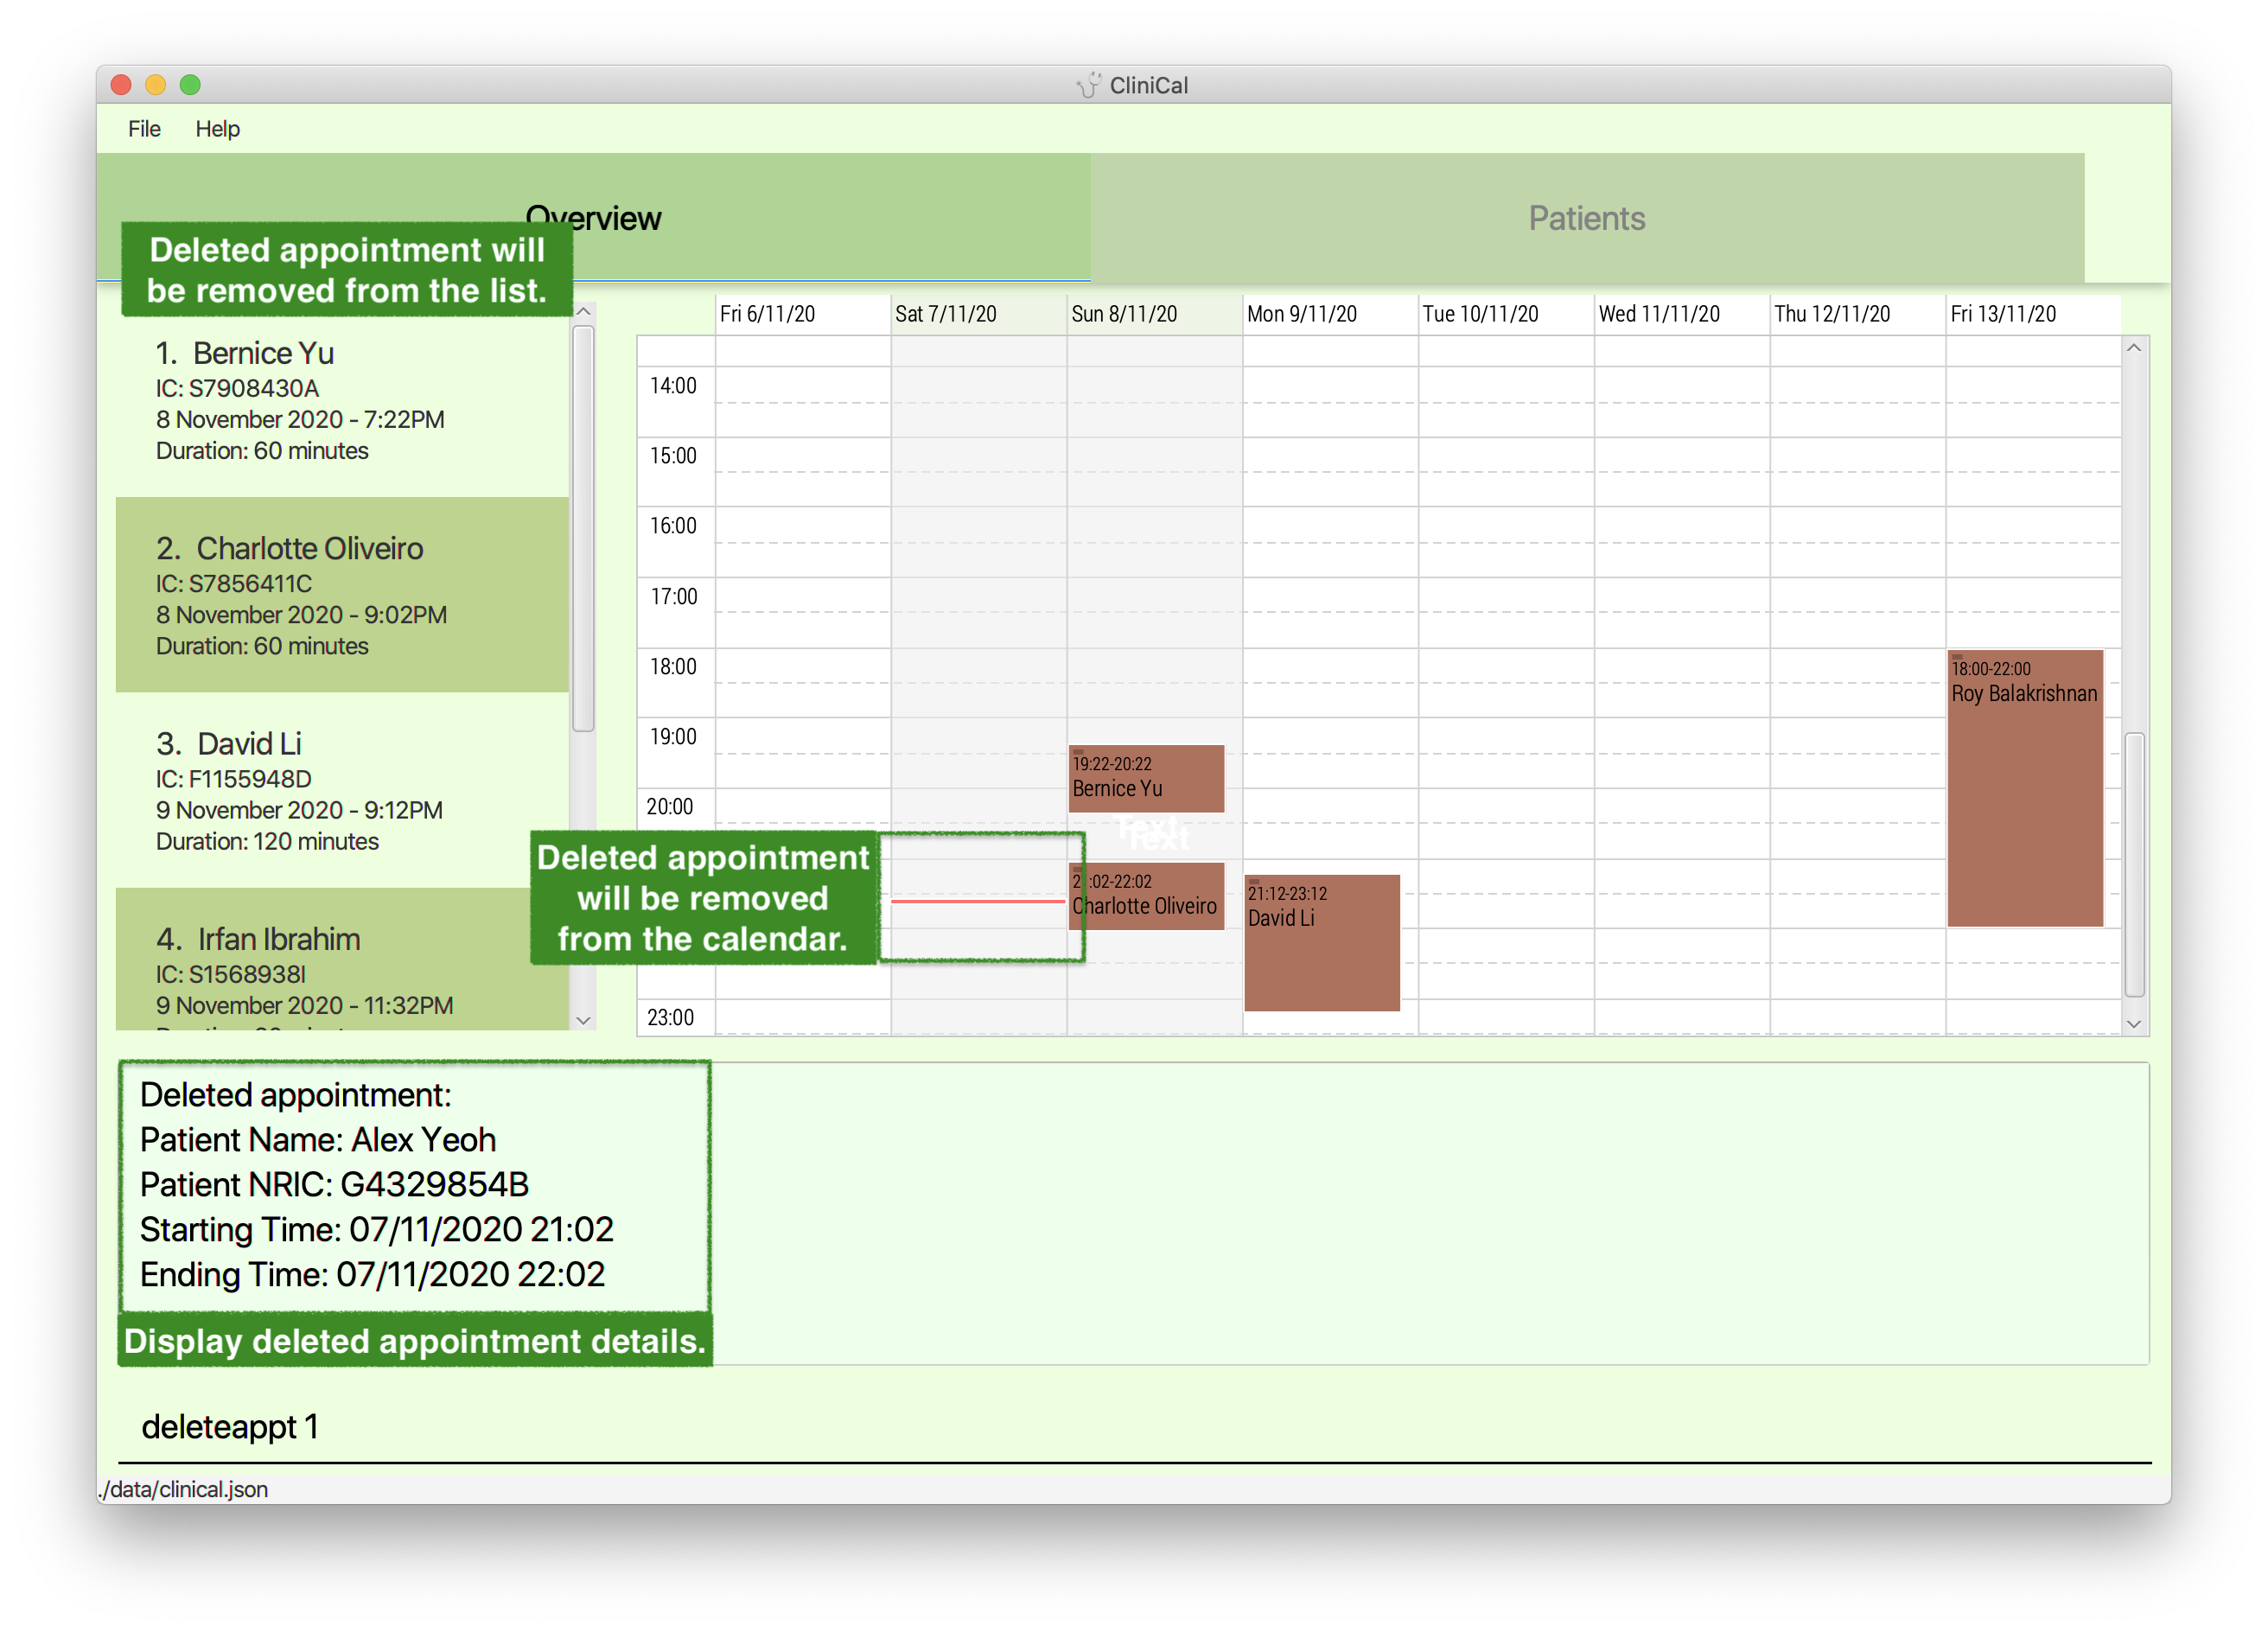 CliniCal
File Help
Overview
Patients
Deleted appointment will
be removed from the list.
1. Bernice Yu
IC: S7908430A
8 November 2020 - 7:22PM
Duration: 60 minutes
2. Charlotte Oliveiro
IC: S7856411C
8 November 2020 - 9:02PM
Duration: 60 minutes
3. David Li
IC: F1155948D
9 November 2020 - 9:12PM
Duration: 120 minutes
4. Irfan Ibrahim
IC: S1568938I
9 November 2020 - 11:32PM
Fri 6/11/20 Sat 7/11/20 Sun 8/11/20 Mon 9/11/20 Tue 10/11/20 Wed 11/11/20 Thu 12/11/20 Fri 13/11/20
14:00
15:00
16:00
17:00
18:00
19:00
20:00
23:00
18:00-22:00
Roy Balakrishnan
19:22-20:22
Bernice Yu
Text
Text
21:02-22:02
Charlotte Oliveiro
21:12-23:12
David Li
Deleted appointment
will be removed
from the calendar.
Deleted appointment:
Patient Name: Alex Yeoh
Patient NRIC: G4329854B
Starting Time: 07/11/2020 21:02
Ending Time: 07/11/2020 22:02
Display deleted appointment details.
deleteappt 1
./data/clinical.json